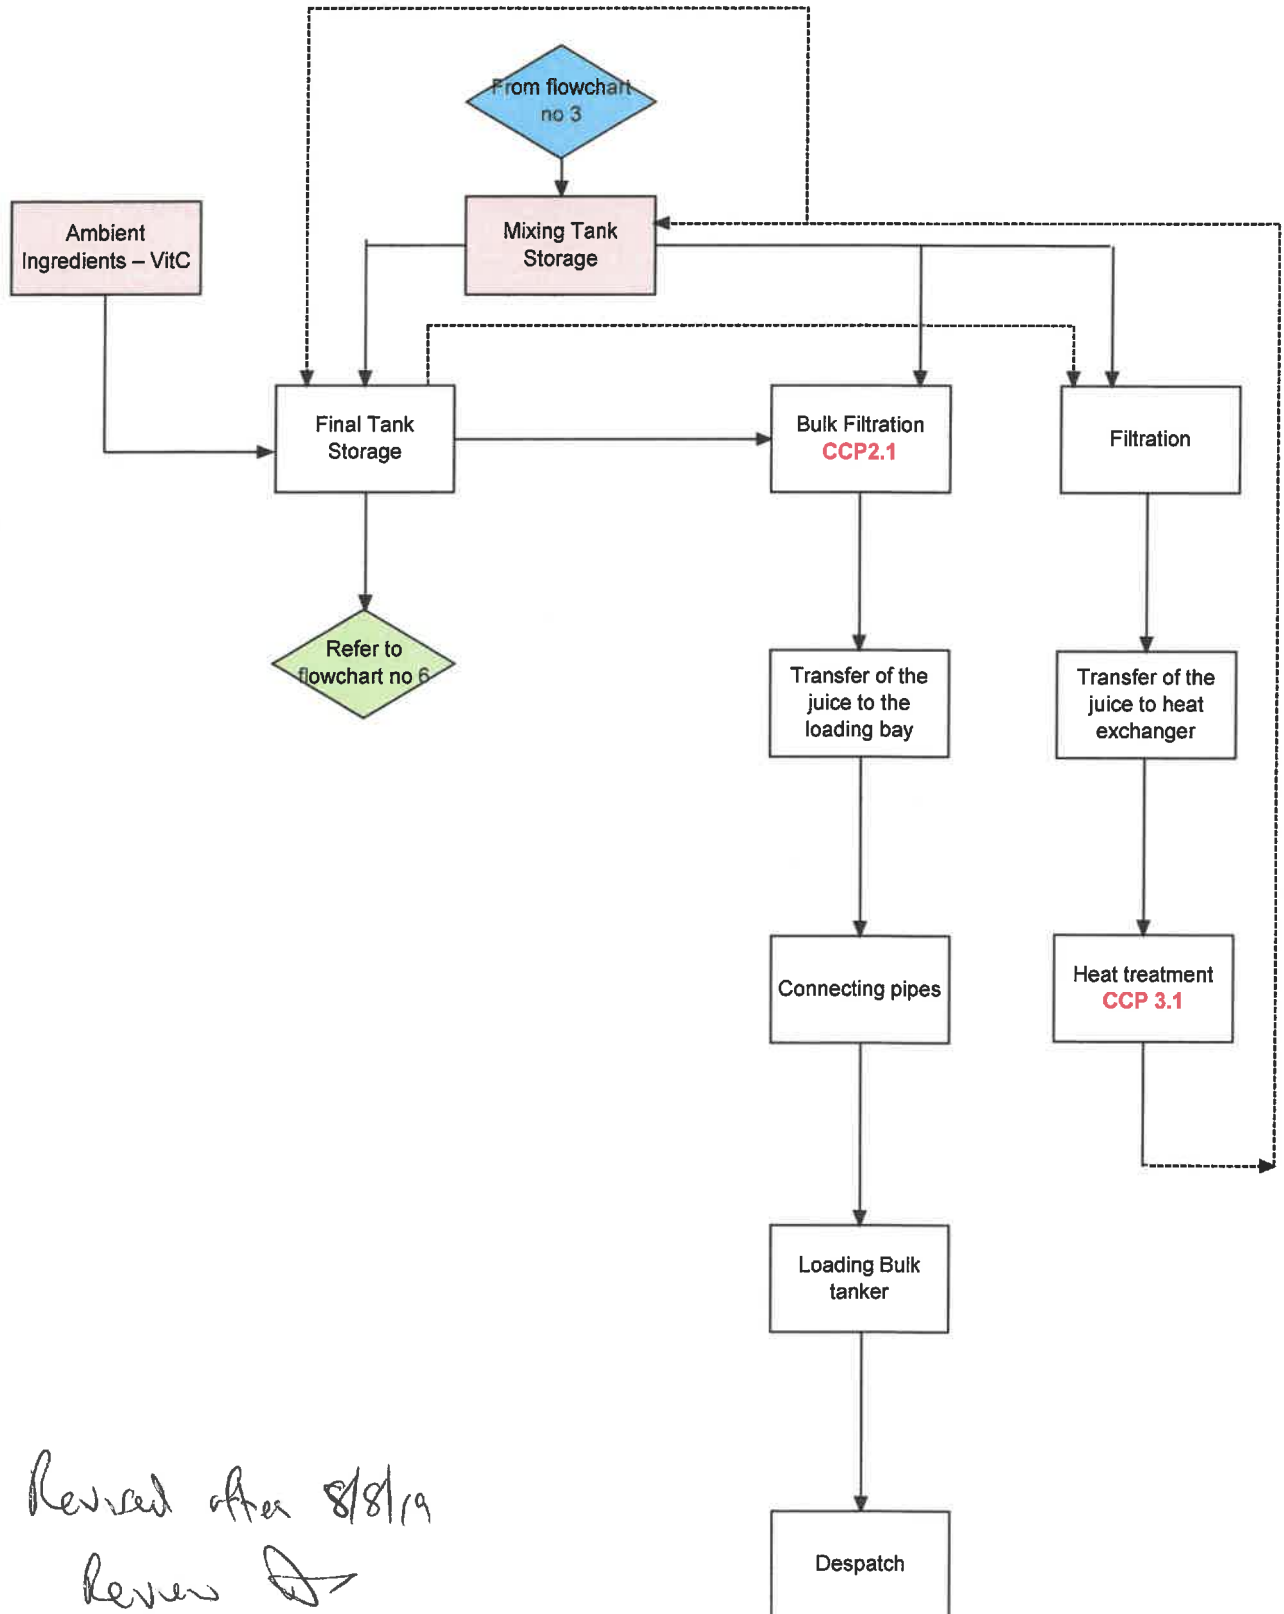 From flowchart
no 3
Ambient
Ingredients – VitC
Mixing Tank
Storage
Final Tank
Storage
Bulk Filtration
CCP2.1
Filtration
Refer to
flowchart no 6
Transfer of the
juice to the
loading bay
Transfer of the
juice to heat
exchanger
Connecting pipes
Heat treatment
CCP 3.1
Loading Bulk
tanker
Despatch
Revised after 8/8/19
Review